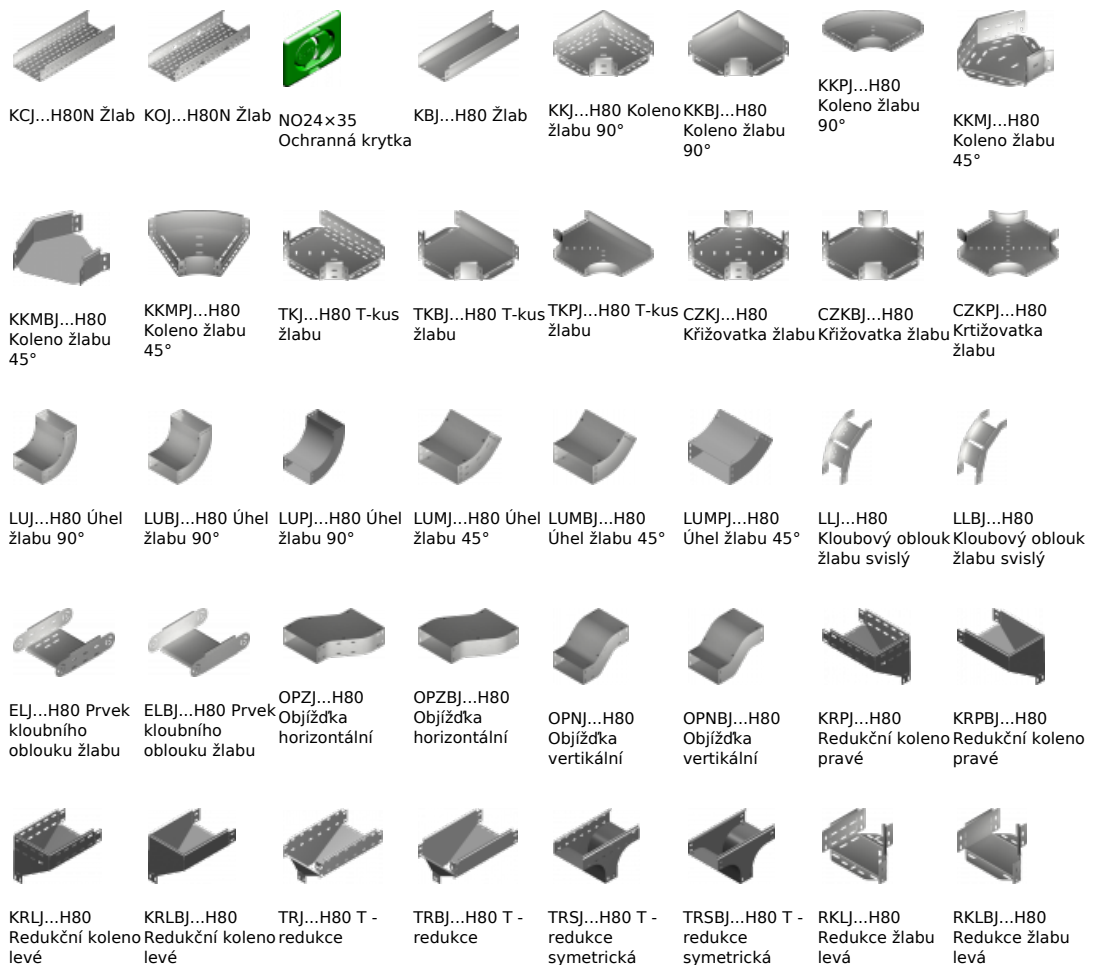 KCJ...H80N Žlab
KOJ...H80N Žlab
NO24×35
Ochranná krytka
KBJ...H80 Žlab
KKJ...H80 Koleno
žlabu 90°
KKBJ...H80
Koleno žlabu
90°
KKPJ...H80
Koleno žlabu
90°
KKMJ...H80
Koleno žlabu
45°
KKMBJ...H80
Koleno žlabu
45°
KKMPJ...H80
Koleno žlabu
45°
TKJ...H80 T-kus
žlabu
TKBJ...H80 T-kus
žlabu
TKPJ...H80 T-kus
žlabu
CZKJ...H80
Křižovatka žlabu
CZKBJ...H80
Křižovatka žlabu
CZKPJ...H80
Krtižovatka
žlabu
LUJ...H80 Úhel
žlabu 90°
LUBJ...H80 Úhel
žlabu 90°
LUPJ...H80 Úhel
žlabu 90°
LUMJ...H80 Úhel
žlabu 45°
LUMBJ...H80
Úhel žlabu 45°
LUMPJ...H80
Úhel žlabu 45°
LLJ...H80
Kloubový oblouk
žlabu svislý
LLBJ...H80
Kloubový oblouk
žlabu svislý
ELJ...H80 Prvek
kloubního
oblouku žlabu
ELBJ...H80 Prvek
kloubního
oblouku žlabu
OPZJ...H80
Objížďka
horizontální
OPZBJ...H80
Objížďka
horizontální
OPNJ...H80
Objížďka
vertikální
OPNBJ...H80
Objížďka
vertikální
KRPJ...H80
Redukční koleno
pravé
KRPBJ...H80
Redukční koleno
pravé
KRLJ...H80
Redukční koleno
levé
KRLBJ...H80
Redukční koleno
levé
TRJ...H80 T -
redukce
TRBJ...H80 T -
redukce
TRSJ...H80 T -
redukce
symetrická
TRSBJ...H80 T -
redukce
symetrická
RKLJ...H80
Redukce žlabu
levá
RKLBJ...H80
Redukce žlabu
levá